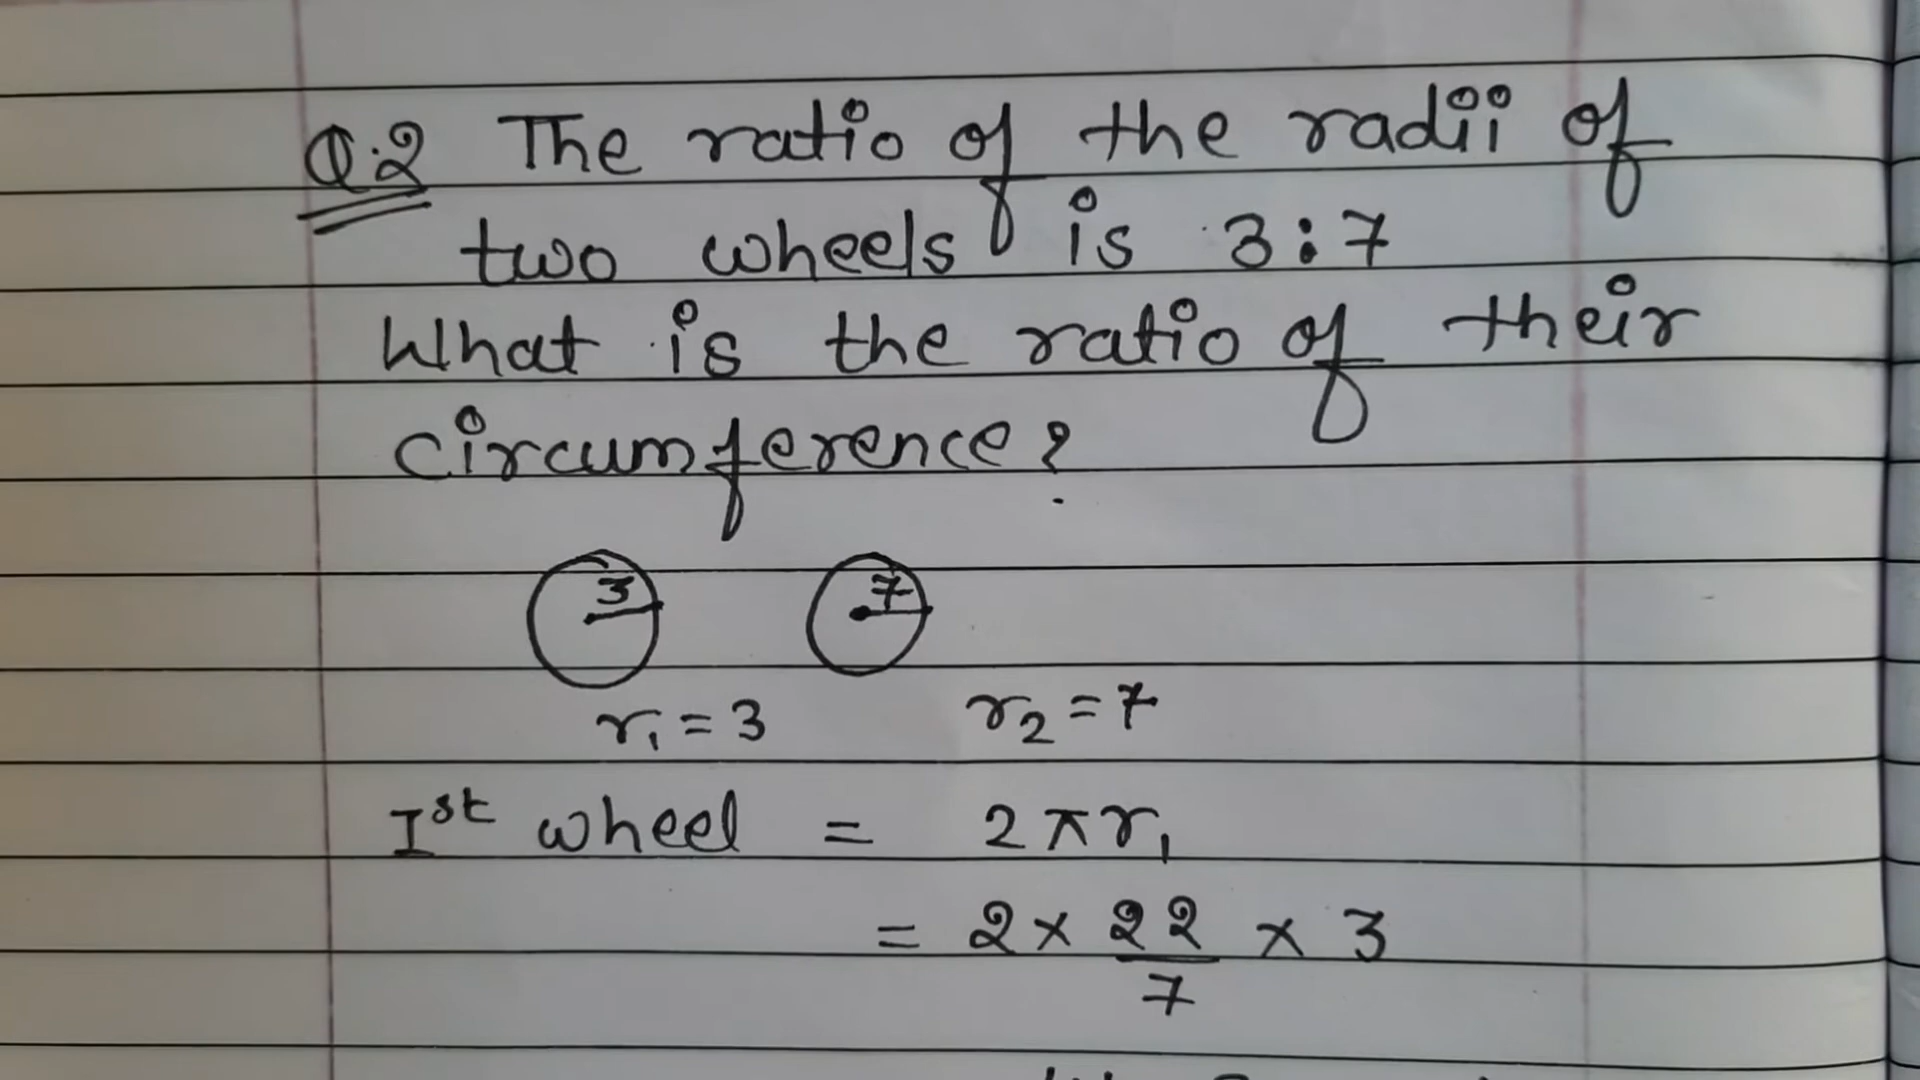 Q.2 The ratio of the radii of
two wheels is 3:7
What is the ratio of their
circumference?
3 7
r₁ = 3 r₂ = 7
Iˢᵗ wheel = 2πr₁
= 2 × 22/7 × 3